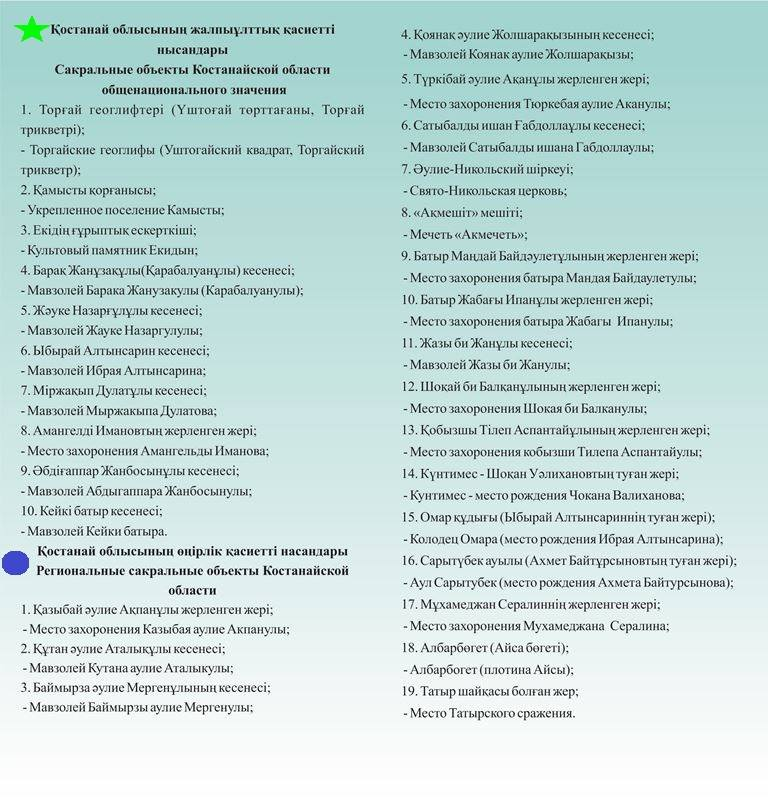 Қостанай облысының жалпыұлттық қасиетті
нысандары
Сакральные объекты Костанайской области
общенационального значения
1. Торғай геоглифтері (Үштоғай төрттағаны, Торғай
трикветрі);
- Торгайские геоглифы (Уштогайский квадрат, Торгайский
трикветр);
2. Қамысты қорғанысы;
- Укрепленное поселение Камысты;
3. Екідің ғұрыптық ескерткіші;
- Культовый памятник Екидын;
4. Барақ Жанұзақұлы(Қарабалуанұлы) кесенесі;
- Мавзолей Барака Жанузакулы (Карабалуанулы);
5. Жәуке Назарғұлұлы кесенесі;
- Мавзолей Жауке Назаргулулы;
6. Ыбырай Алтынсарин кесенесі;
- Мавзолей Ибрая Алтынсарина;
7. Міржақып Дулатұлы кесенесі;
- Мавзолей Мыржакыпа Дулатова;
8. Амангелді Имановтың жерленген жері;
- Место захоронения Амангельды Иманова;
9. Әбдіғаппар Жанбосынұлы кесенесі;
- Мавзолей Абдыгаппара Жанбосынулы;
10. Кейкі батыр кесенесі;
- Мавзолей Кейки батыра.
Қостанай облысының өңірлік қасиетті насандары
Региональные сакральные объекты Костанайской
области
1. Қазыбай әулие Ақпанұлы жерленген жері;
- Место захоронения Казыбая аулие Акпанулы;
2. Құтан әулие Аталықұлы кесенесі;
- Мавзолей Кутана аулие Аталыкулы;
3. Баймырза әулие Мергенұлының кесенесі;
- Мавзолей Баймырзы аулие Мергенулы;
4. Қоянақ әулие Жолшарақызының кесенесі;
- Мавзолей Коянак аулие Жолшаракызы;
5. Түркібай әулие Ақанұлы жерленген жері;
- Место захоронения Тюркебая аулие Аканулы;
6. Сатыбалды ишан Ғабдоллаұлы кесенесі;
- Мавзолей Сатыбалды ишана Габдоллаулы;
7. Әулие-Никольский шіркеуі;
- Свято-Никольская церковь;
8. «Ақмешіт» мешіті;
- Мечеть «Акмечеть»;
9. Батыр Маңдай Байдәулетұлының жерленген жері;
- Место захоронения батыра Мандая Байдаулетулы;
10. Батыр Жабағы Ипанұлы жерленген жері;
- Место захоронения батыра Жабагы Ипанулы;
11. Жазы би Жанұлы кесенесі;
- Мавзолей Жазы би Жанулы;
12. Шоқай би Балқанұлының жерленген жері;
- Место захоронения Шокая би Балканулы;
13. Қобызшы Тілеп Аспантайұлының жерленген жері;
- Место захоронения кобызши Тилепа Аспантайулы;
14. Күнтимес - Шоқан Уәлихановтың туған жері;
- Кунтимес - место рождения Чокана Валиханова;
15. Омар құдығы (Ыбырай Алтынсариннің туған жері);
- Колодец Омара (место рождения Ибрая Алтынсарина);
16. Сарытүбек ауылы (Ахмет Байтұрсыновтың туған жері);
- Аул Сарытубек (место рождения Ахмета Байтурсынова);
17. Мұхамеджан Сералиннің жерленген жері;
- Место захоронения Мухамеджана Сералина;
18. Албарбөгет (Айса бөгеті);
- Албарбогет (плотина Айсы);
19. Татыр шайқасы болған жер;
- Место Татырского сражения.